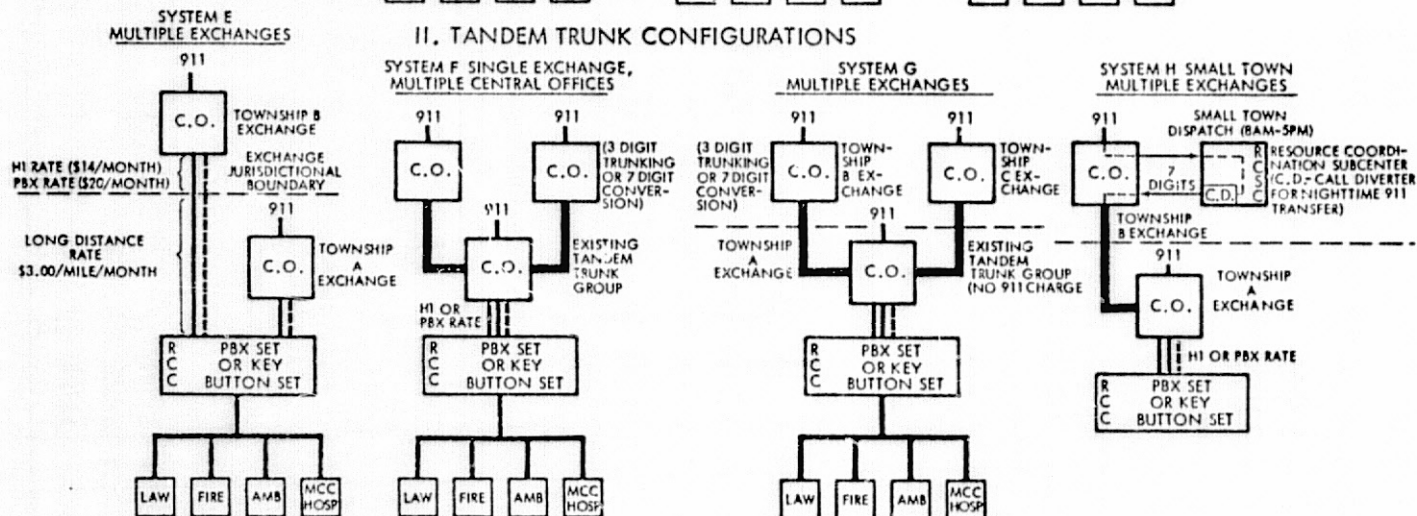 SYSTEM E
MULTIPLE EXCHANGES
911
C.O.
TOWNSHIP B
EXCHANGE
H1 RATE ($14/MONTH)
PBX RATE ($20/MONTH)
EXCHANGE
JURISDICTIONAL
BOUNDARY
LONG DISTANCE
RATE
$3.00/MILE/MONTH
911
C.O.
TOWNSHIP
A
EXCHANGE
R PBX SET
C OR KEY
C BUTTON SET
LAW
FIRE
AMB
MCC
HOSP
II. TANDEM TRUNK CONFIGURATIONS
SYSTEM F SINGLE EXCHANGE,
MULTIPLE CENTRAL OFFICES
911
911
C.O.
C.O.
(3 DIGIT
TRUNKING
OR 7 DIGIT
CONVER-
SION)
911
C.O.
EXISTING
TANDEM
TRUNK
GROUP
H1 OR
PBX RATE
R PBX SET
C OR KEY
C BUTTON SET
LAW
FIRE
AMB
MCC
HOSP
SYSTEM G
MULTIPLE EXCHANGES
911
911
(3 DIGIT
TRUNKING
OR 7 DIGIT
CONVER-
SION)
C.O.
TOWN-
SHIP
B EX-
CHANGE
C.O.
TOWN-
SHIP
C EX-
CHANGE
TOWNSHIP
A
EXCHANGE
911
C.O.
EXISTING
TANDEM
TRUNK GROUP
(NO 911 CHARGE
R PBX SET
C OR KEY
C BUTTON SET
LAW
FIRE
AMB
MCC
HOSP
SYSTEM H SMALL TOWN
MULTIPLE EXCHANGES
911
SMALL TOWN
DISPATCH (8AM-5PM)
C.O.
7
DIGITS
C.D.
R
C
S
C
RESOURCE COORDI-
NATION SUBCENTER
(C.D.- CALL DIVERTER
FOR NIGHTTIME 911
TRANSFER)
TOWNSHIP
B EXCHANGE
911
C.O.
TOWNSHIP
A
EXCHANGE
H1 OR PBX RATE
R PBX SET
C OR KEY
C BUTTON SET